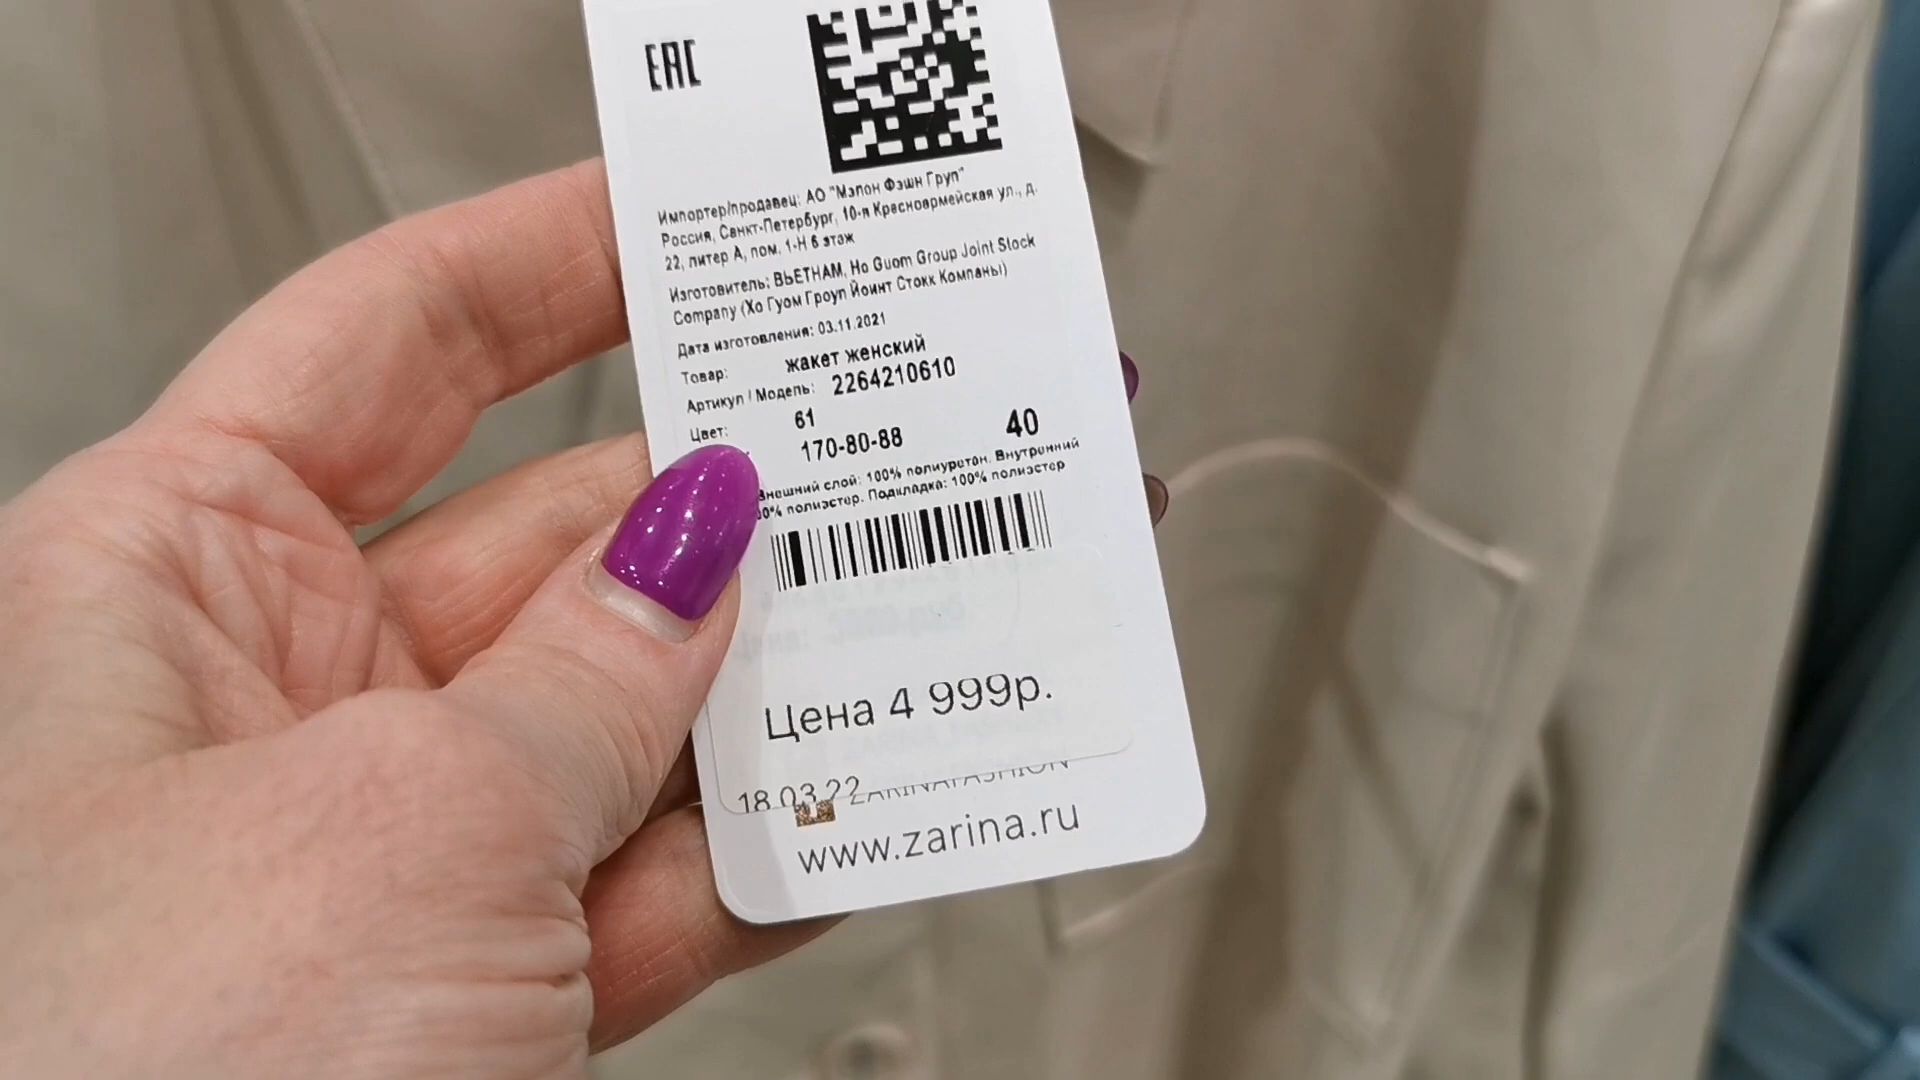 EAC
Импортер/продавец: АО "Мэлон Фэшн Груп"
Россия, Санкт-Петербург, 10-я Красноармейская ул., д.
22, литер А, пом. 1-Н 6 этаж
Изготовитель: ВЬЕТНАМ, Ho Guom Group Joint Stock
Company (Хо Гуом Гроуп Йоинт Стокк Компаны)
Дата изготовления: 03.11.2021
Товар: жакет женский
Артикул / Модель: 2264210610
Цвет: 61
170-80-88 40
Внешний слой: 100% полиуретан. Внутренний
00% полиэстер. Подкладка: 100% полиэстер
Цена 4 999р.
18.03.22 ZARINAFASHION
www.zarina.ru